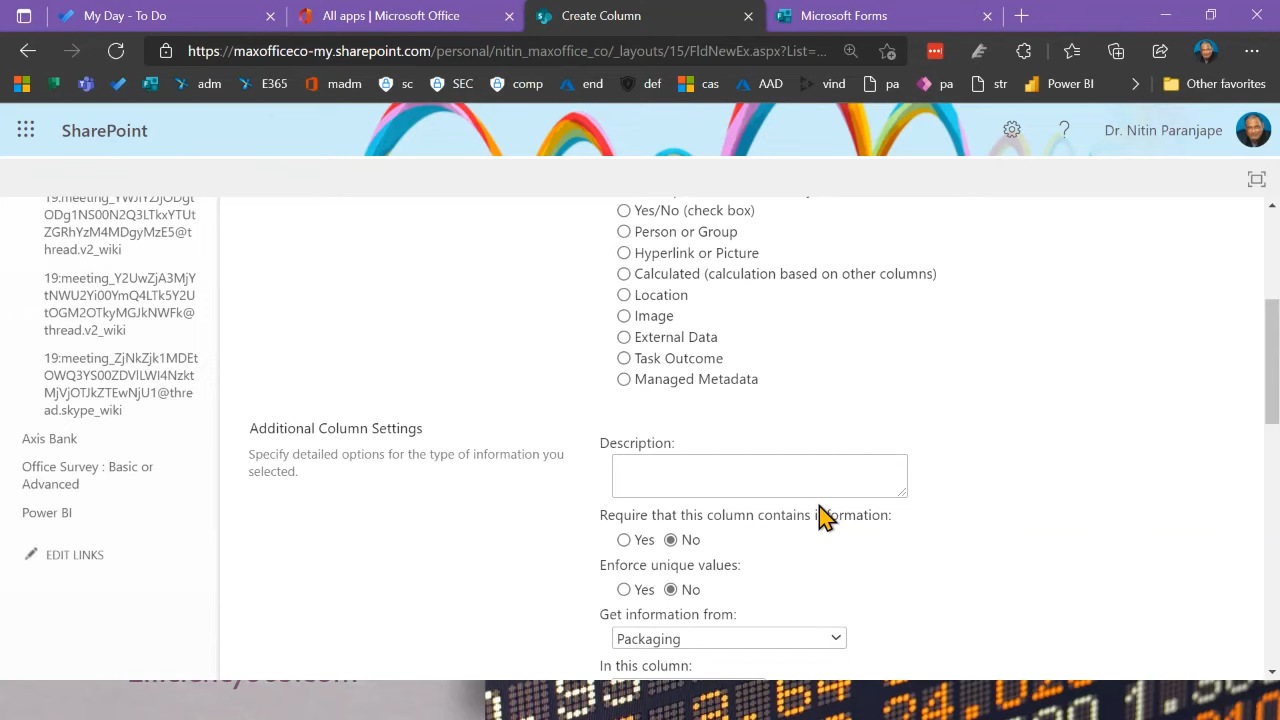 My Day - To Do
All apps | Microsoft Office
Create Column
Microsoft Forms
https://maxofficeco-my.sharepoint.com/personal/nitin_maxoffice_co/_layouts/15/FldNewEx.aspx?List=...
adm
E365
madm
sc
SEC
comp
end
def
cas
AAD
vind
pa
pa
str
Power BI
Other favorites
SharePoint
Dr. Nitin Paranjape
ODg1NS00N2Q3LTkxYTUt
ZGRhYzM4MDgyMzE5@t
hread.v2_wiki
19:meeting_Y2UwZjA3MjY
tNWU2Yi00YmQ4LTk5Y2U
tOGM2OTkyMGJkNWFk@
thread.v2_wiki
19:meeting_ZjNkZjk1MDEt
OWQ3YS00ZDVlLWI4Nzkt
MjVjOTJkZTEwNjU1@thre
ad.skype_wiki
Axis Bank
Office Survey : Basic or
Advanced
Power BI
EDIT LINKS
Yes/No (check box)
Person or Group
Hyperlink or Picture
Calculated (calculation based on other columns)
Location
Image
External Data
Task Outcome
Managed Metadata
Additional Column Settings
Specify detailed options for the type of information you
selected.
Description:
Require that this column contains information:
Yes No
Enforce unique values:
Yes No
Get information from:
Packaging
In this column: